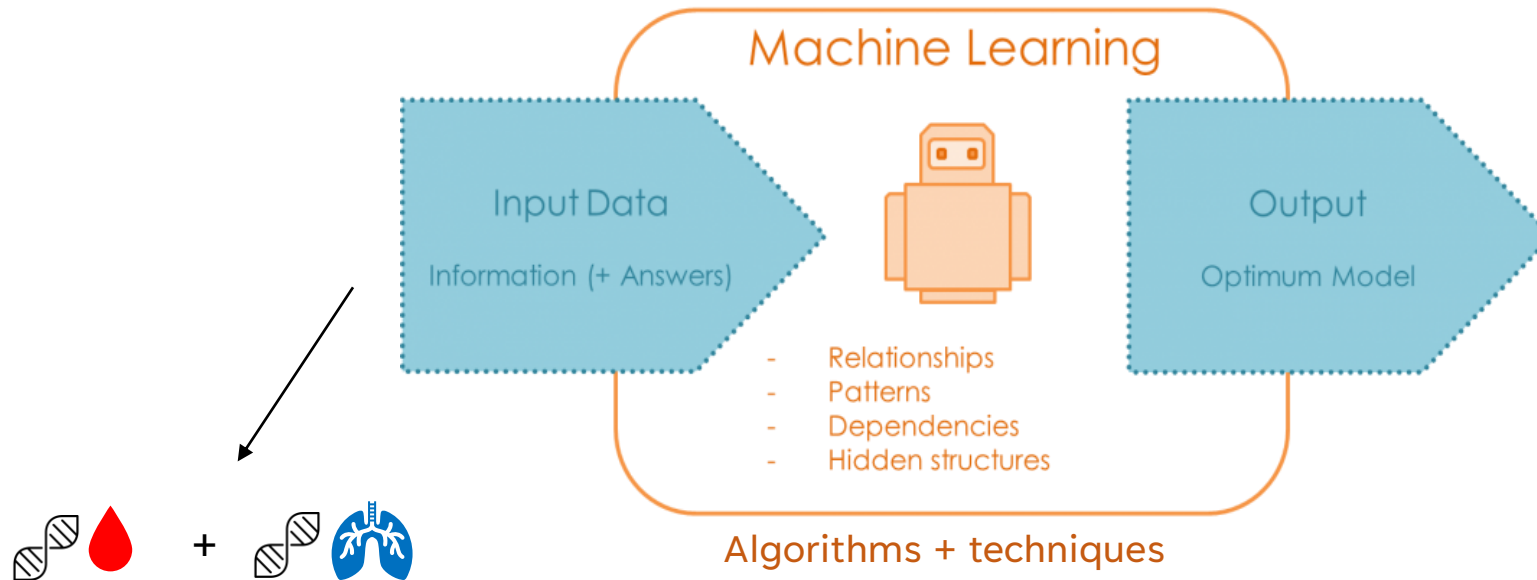 Machine Learning
Input Data
Information (+ Answers)
Output
Optimum Model
- Relationships
- Patterns
- Dependencies
- Hidden structures
+
Algorithms + techniques